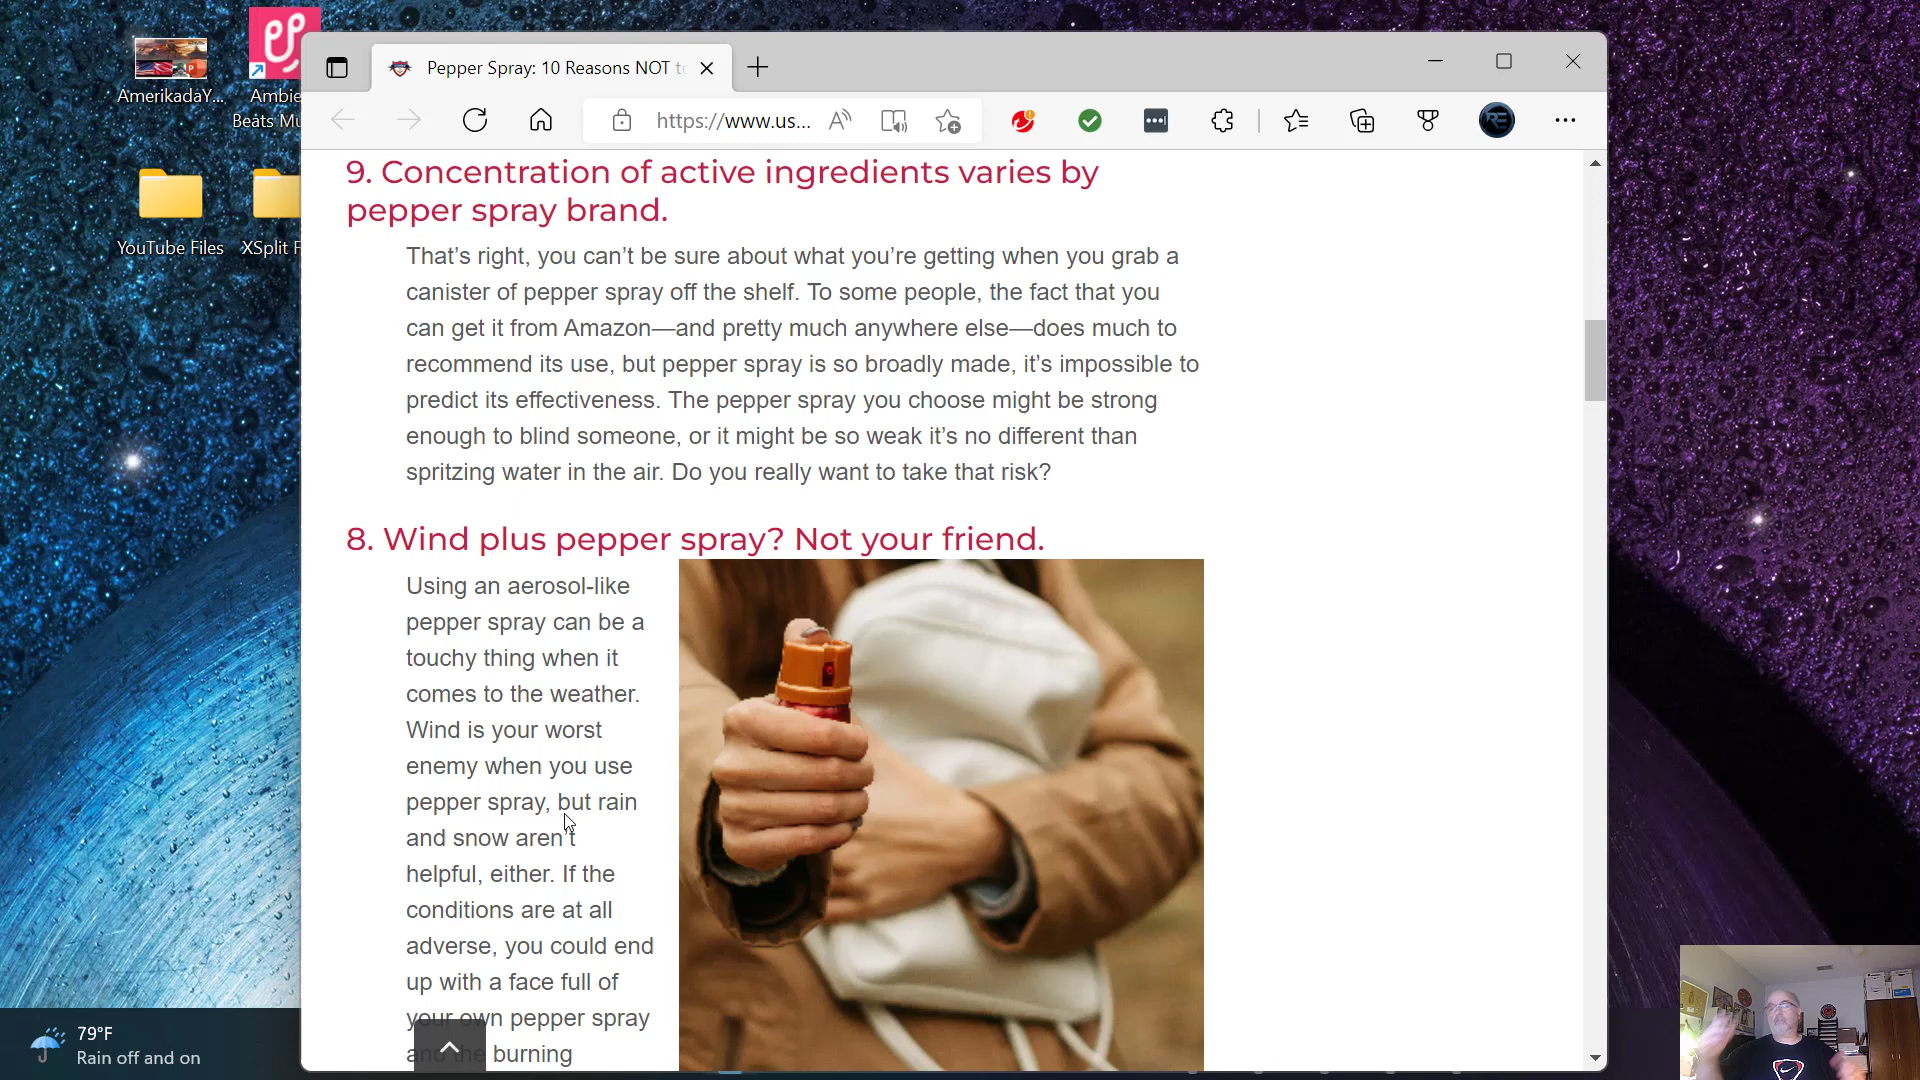 AmerikadaY...
Ambie
Beats Mu
YouTube Files
XSplit F
Pepper Spray: 10 Reasons NOT to
https://www.us...
9. Concentration of active ingredients varies by
pepper spray brand.
That’s right, you can’t be sure about what you’re getting when you grab a
canister of pepper spray off the shelf. To some people, the fact that you
can get it from Amazon—and pretty much anywhere else—does much to
recommend its use, but pepper spray is so broadly made, it’s impossible to
predict its effectiveness. The pepper spray you choose might be strong
enough to blind someone, or it might be so weak it’s no different than
spritzing water in the air. Do you really want to take that risk?
8. Wind plus pepper spray? Not your friend.
Using an aerosol-like
pepper spray can be a
touchy thing when it
comes to the weather.
Wind is your worst
enemy when you use
pepper spray, but rain
and snow aren’t
helpful, either. If the
conditions are at all
adverse, you could end
up with a face full of
your own pepper spray
and the burning
79°F
Rain off and on